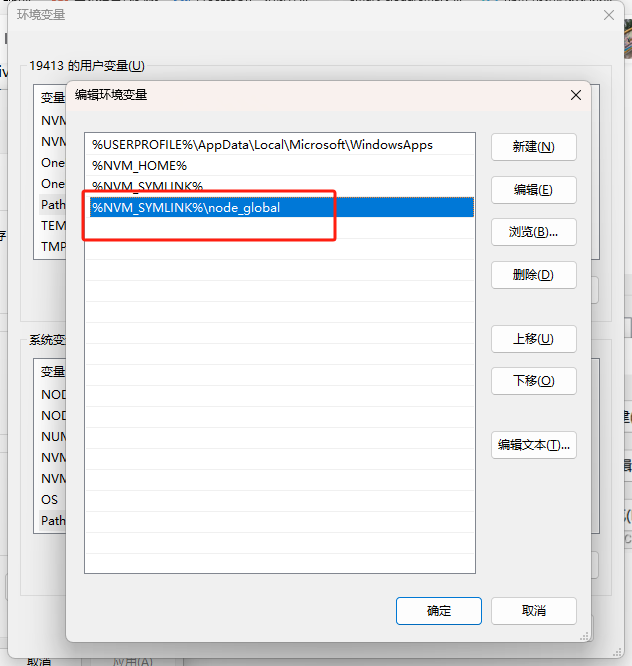 环境变量
19413 的用户变量(U)
编辑环境变量
变量
NVM
NVM
One
One
Path
TEM
TMP
%USERPROFILE%\AppData\Local\Microsoft\WindowsApps
%NVM_HOME%
%NVM_SYMLINK%
%NVM_SYMLINK%\node_global
新建(N)
编辑(E)
浏览(B)...
删除(D)
上移(U)
下移(O)
编辑文本(T)...
系统变
变量
NOD
NOD
NUM
NVM
NVM
OS
Path
确定
取消
取消
应用(A)